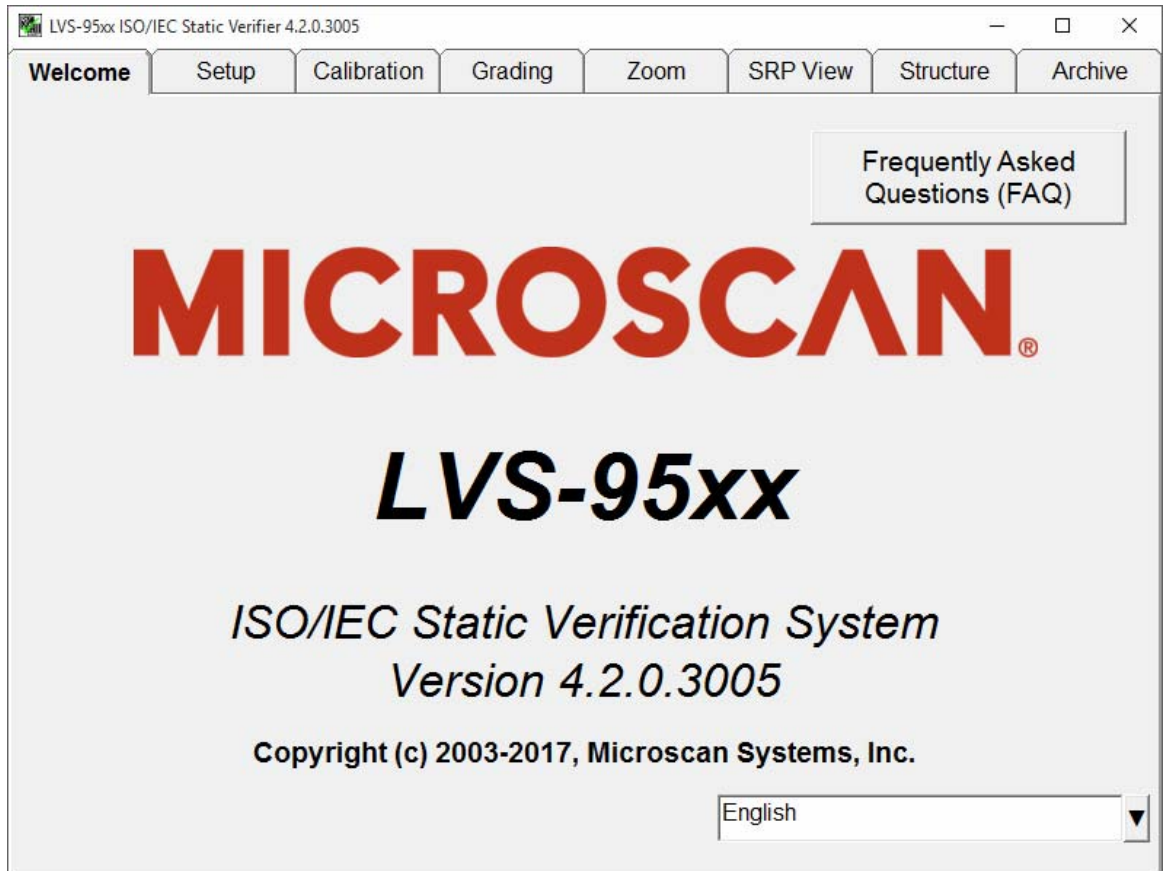 LVS-95xx ISO/IEC Static Verifier 4.2.0.3005
Welcome Setup Calibration Grading Zoom SRP View Structure Archive
Frequently Asked
Questions (FAQ)
MICROSCAN®
LVS-95xx
ISO/IEC Static Verification System
Version 4.2.0.3005
Copyright (c) 2003-2017, Microscan Systems, Inc.
English